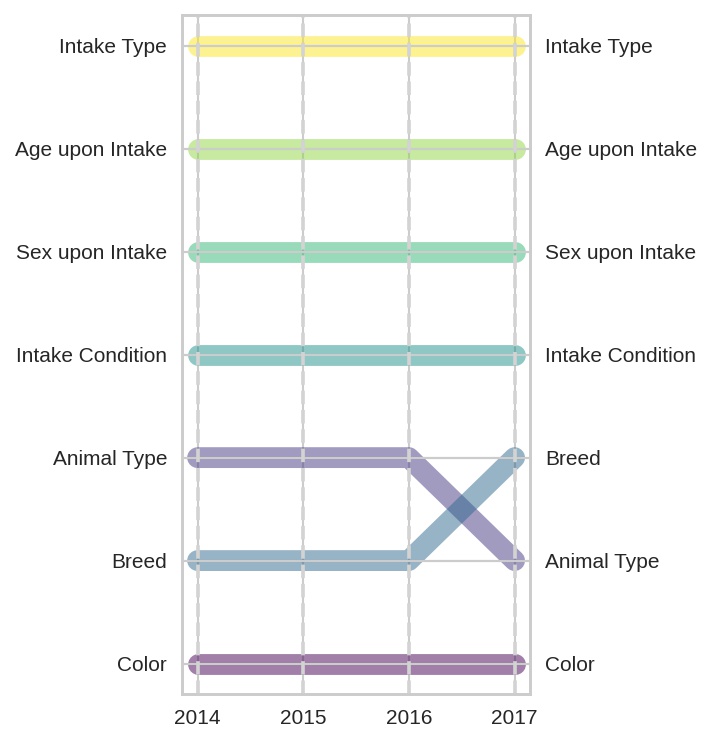 Intake Type Intake Type
Age upon Intake Age upon Intake
Sex upon Intake Sex upon Intake
Intake Condition Intake Condition
Animal Type Breed
Breed Animal Type
Color Color
2014 2015 2016 2017